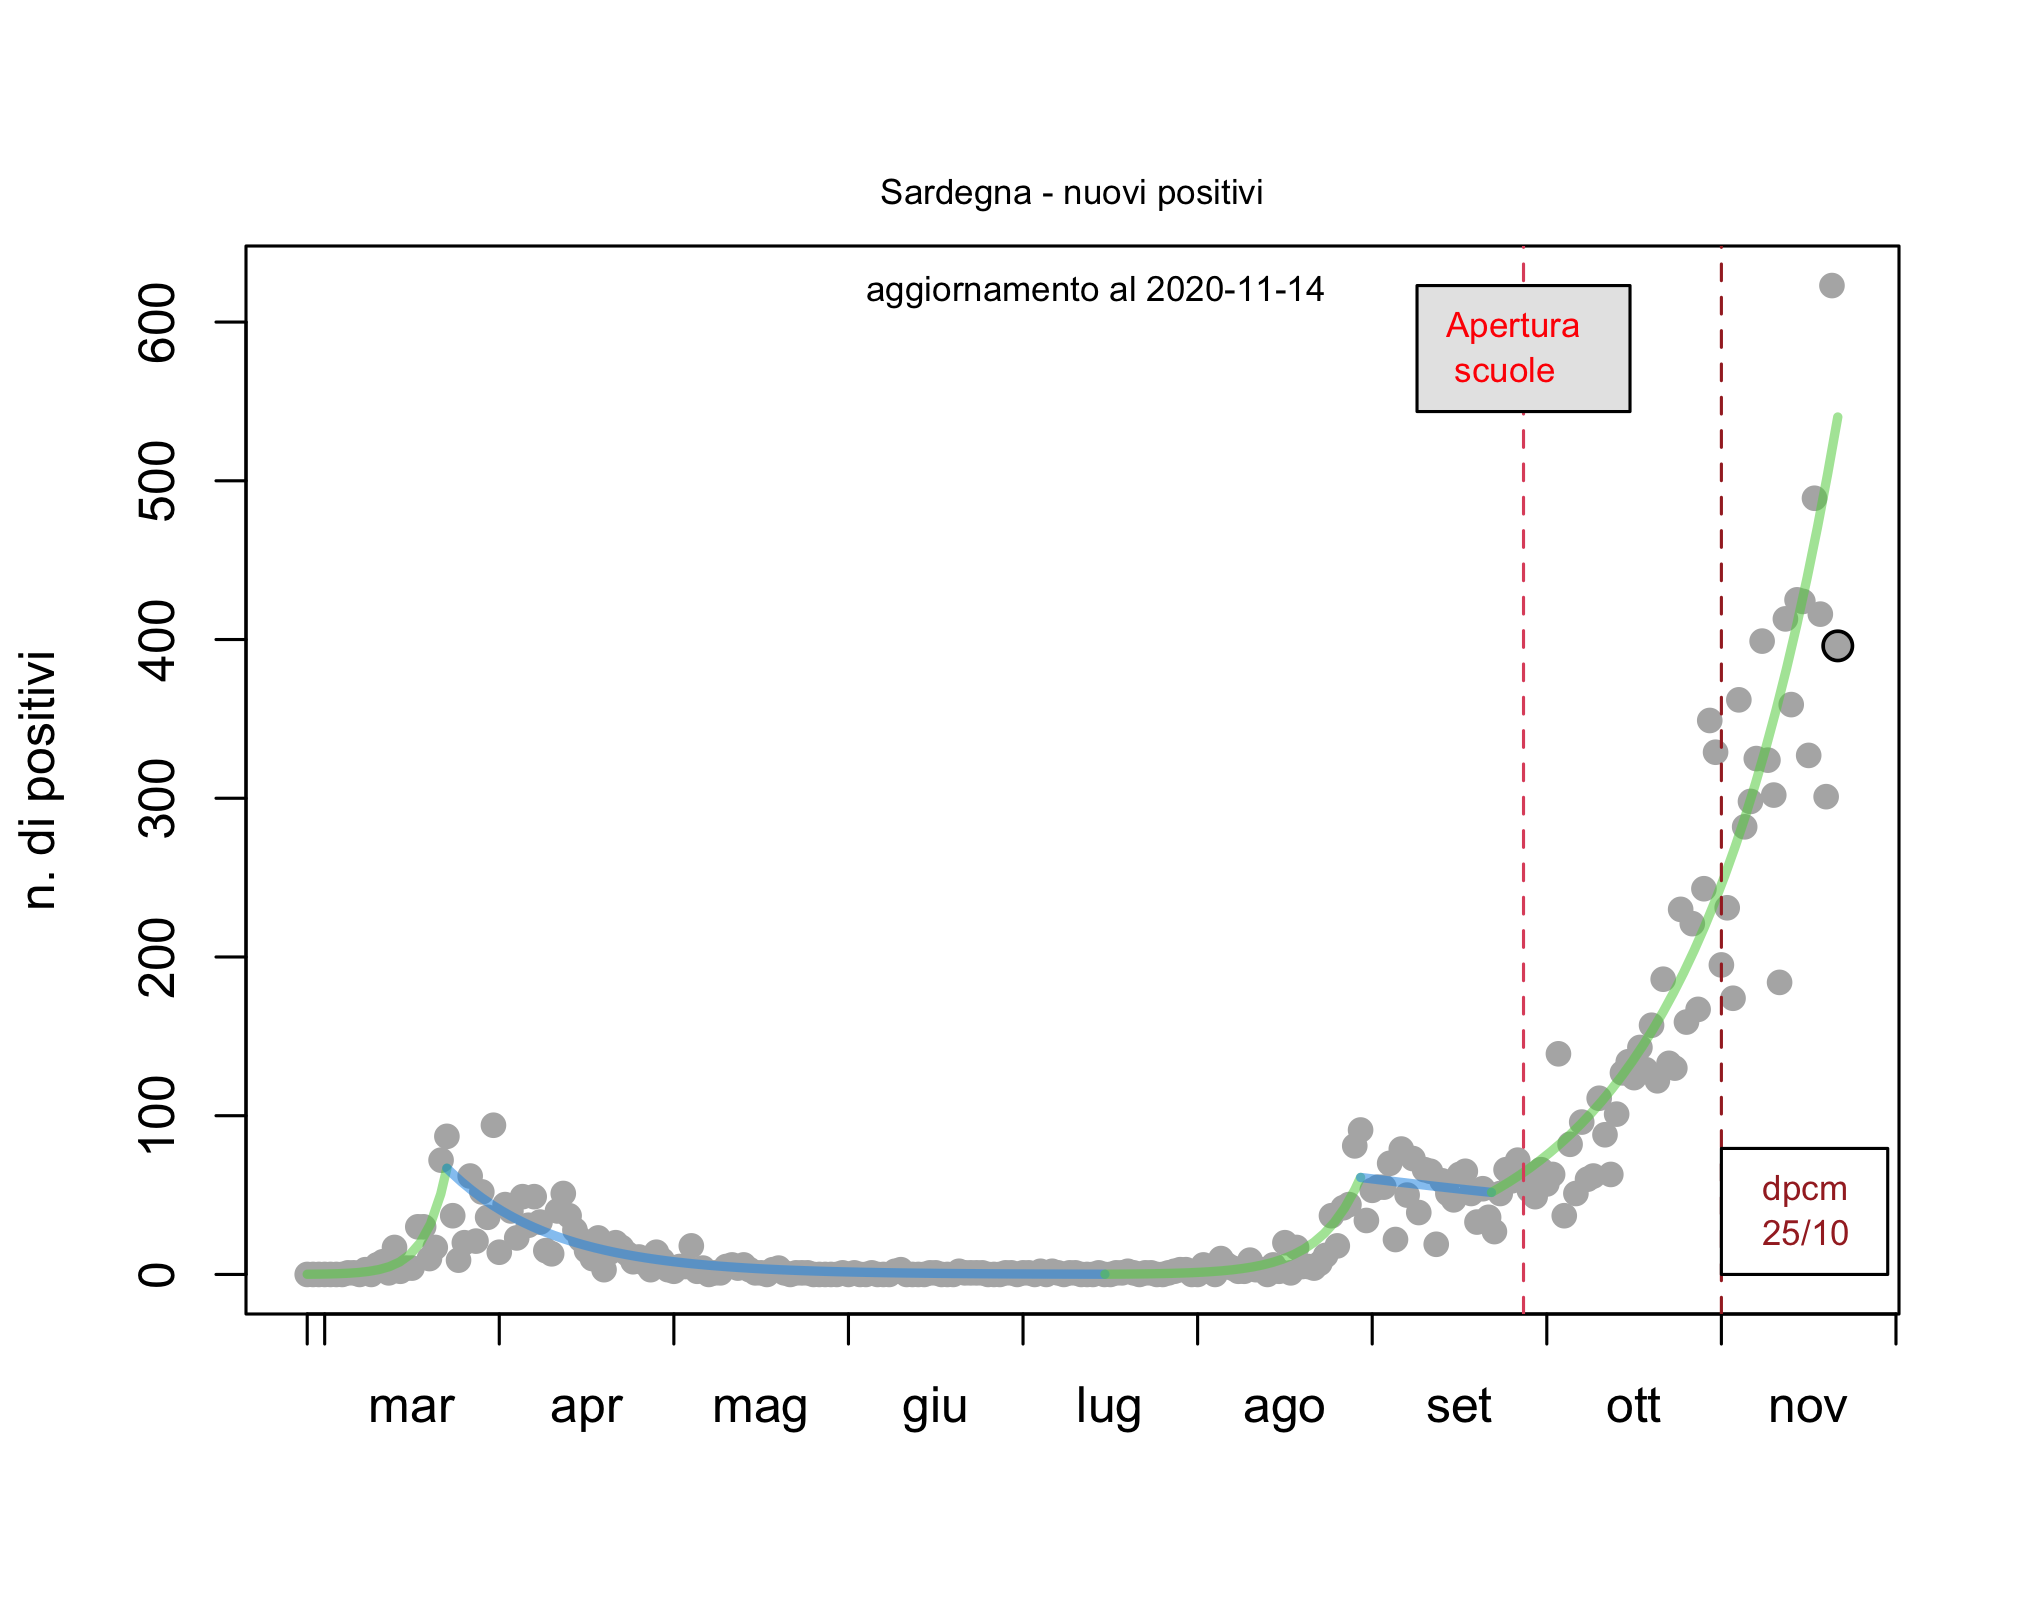 Sardegna - nuovi positivi
aggiornamento al 2020-11-14
Apertura
scuole
dpcm
25/10
n. di positivi
600
500
400
300
200
100
0
mar apr mag giu lug ago set ott nov